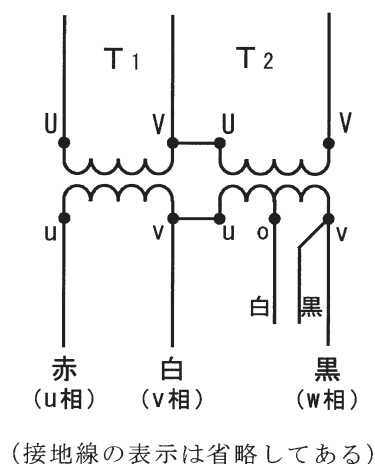 T1 T2
U V U V
u v u o v
白 黒
赤 白 黒
(u相) (v相) (w相)
(接地線の表示は省略してある)